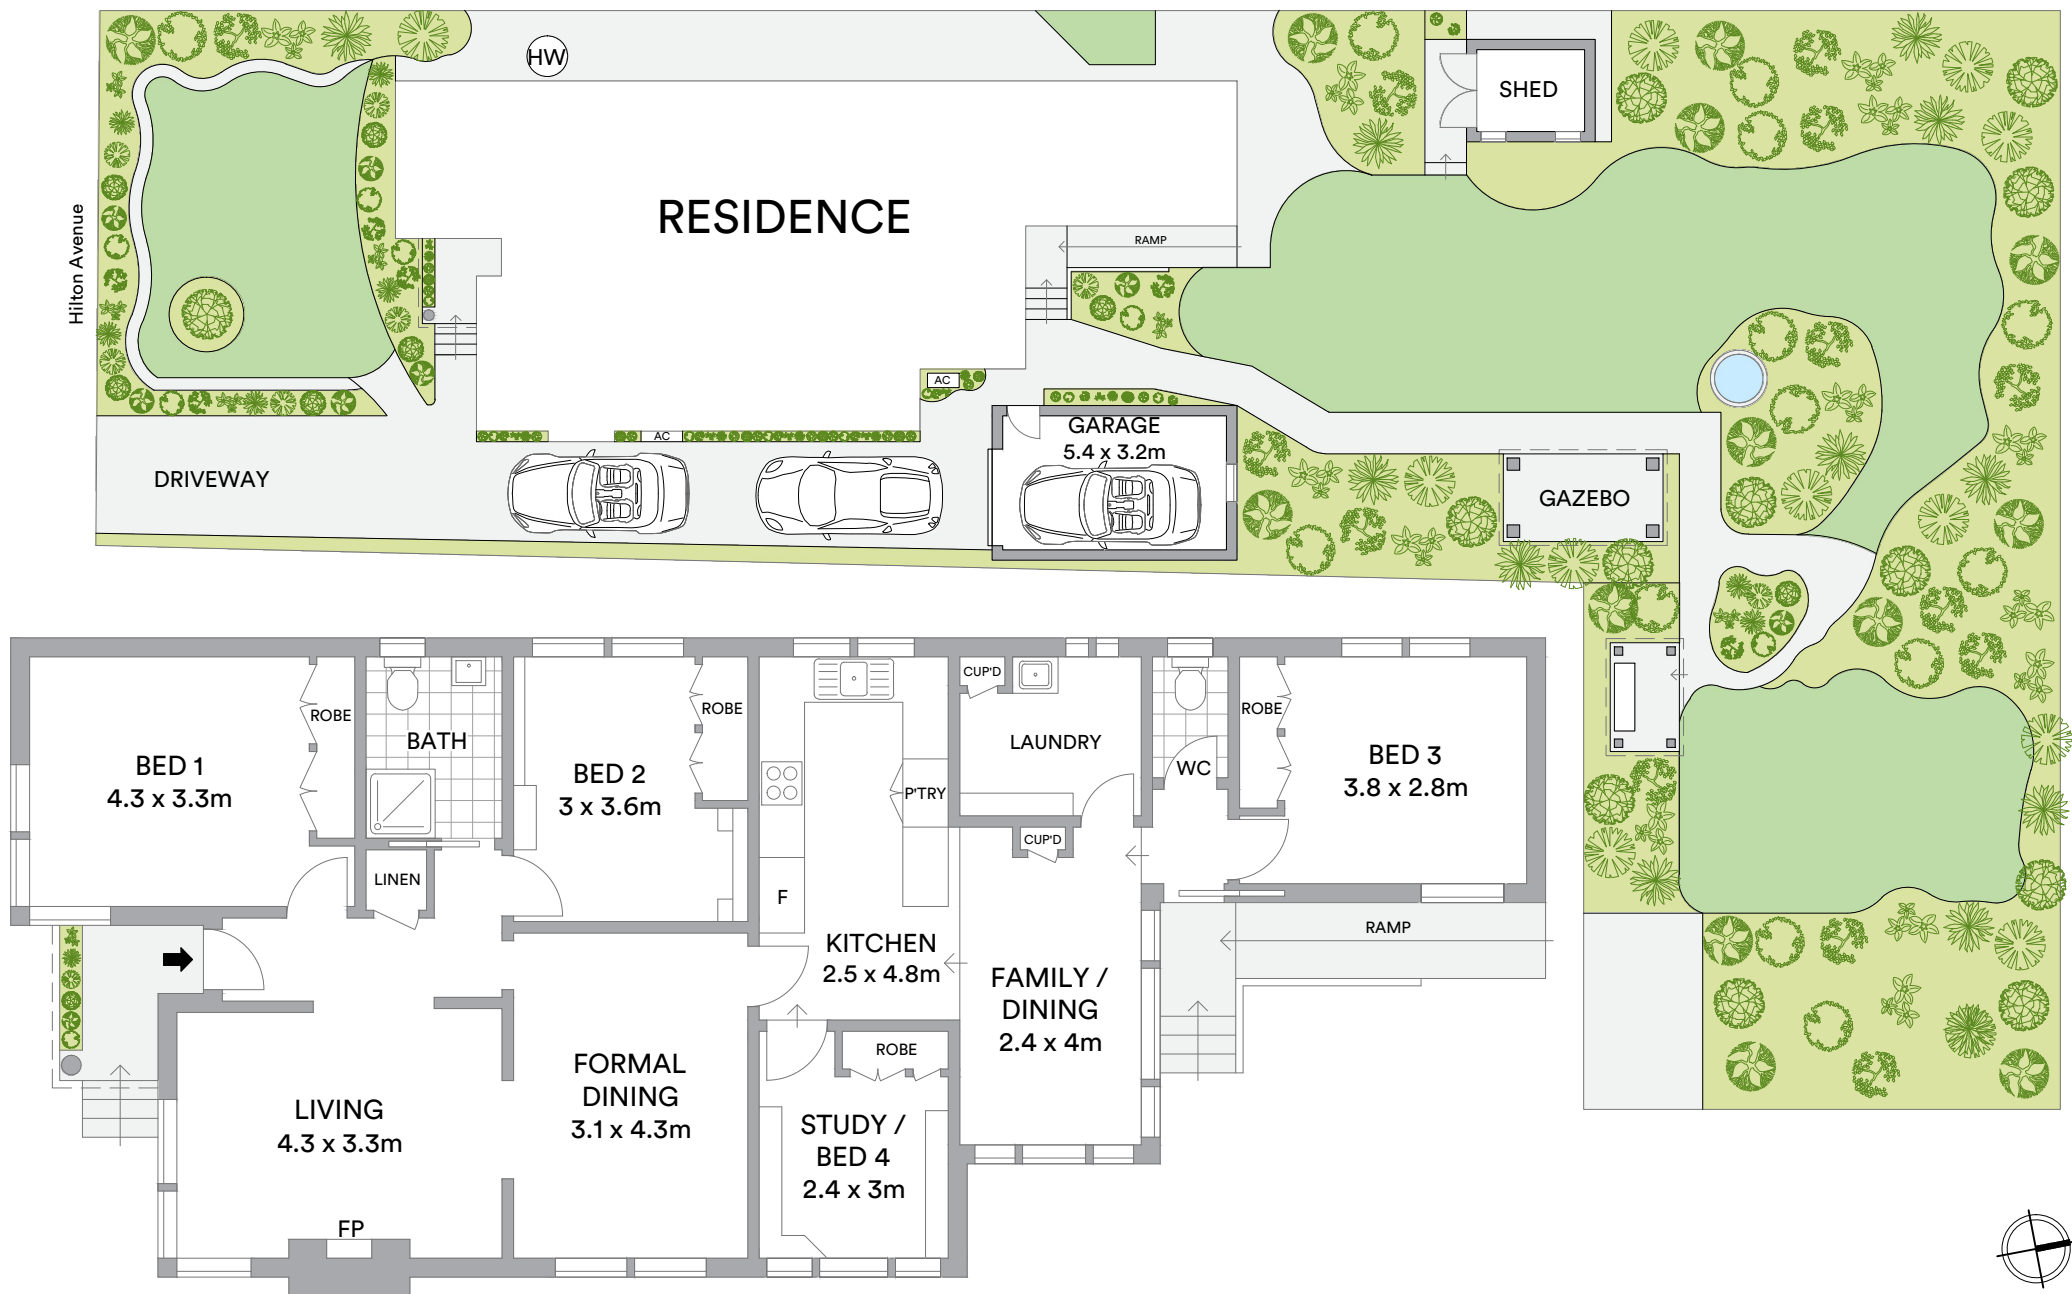 HW
SHED
Hilton Avenue
RESIDENCE
RAMP
AC
AC
GARAGE
5.4 x 3.2m
DRIVEWAY
GAZEBO
BED 1
4.3 x 3.3m
ROBE
BATH
LINEN
BED 2
3 x 3.6m
ROBE
F
P'TRY
KITCHEN
2.5 x 4.8m
CUP'D
LAUNDRY
CUP'D
WC
ROBE
BED 3
3.8 x 2.8m
FAMILY /
DINING
2.4 x 4m
RAMP
LIVING
4.3 x 3.3m
FP
FORMAL
DINING
3.1 x 4.3m
ROBE
STUDY /
BED 4
2.4 x 3m